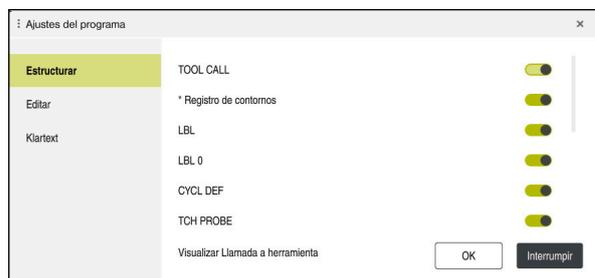 Ajustes del programa
Estructurar
Editar
Klartext
TOOL CALL
* Registro de contornos
LBL
LBL 0
CYCL DEF
TCH PROBE
Visualizar Llamada a herramienta
OK
Interrumpir